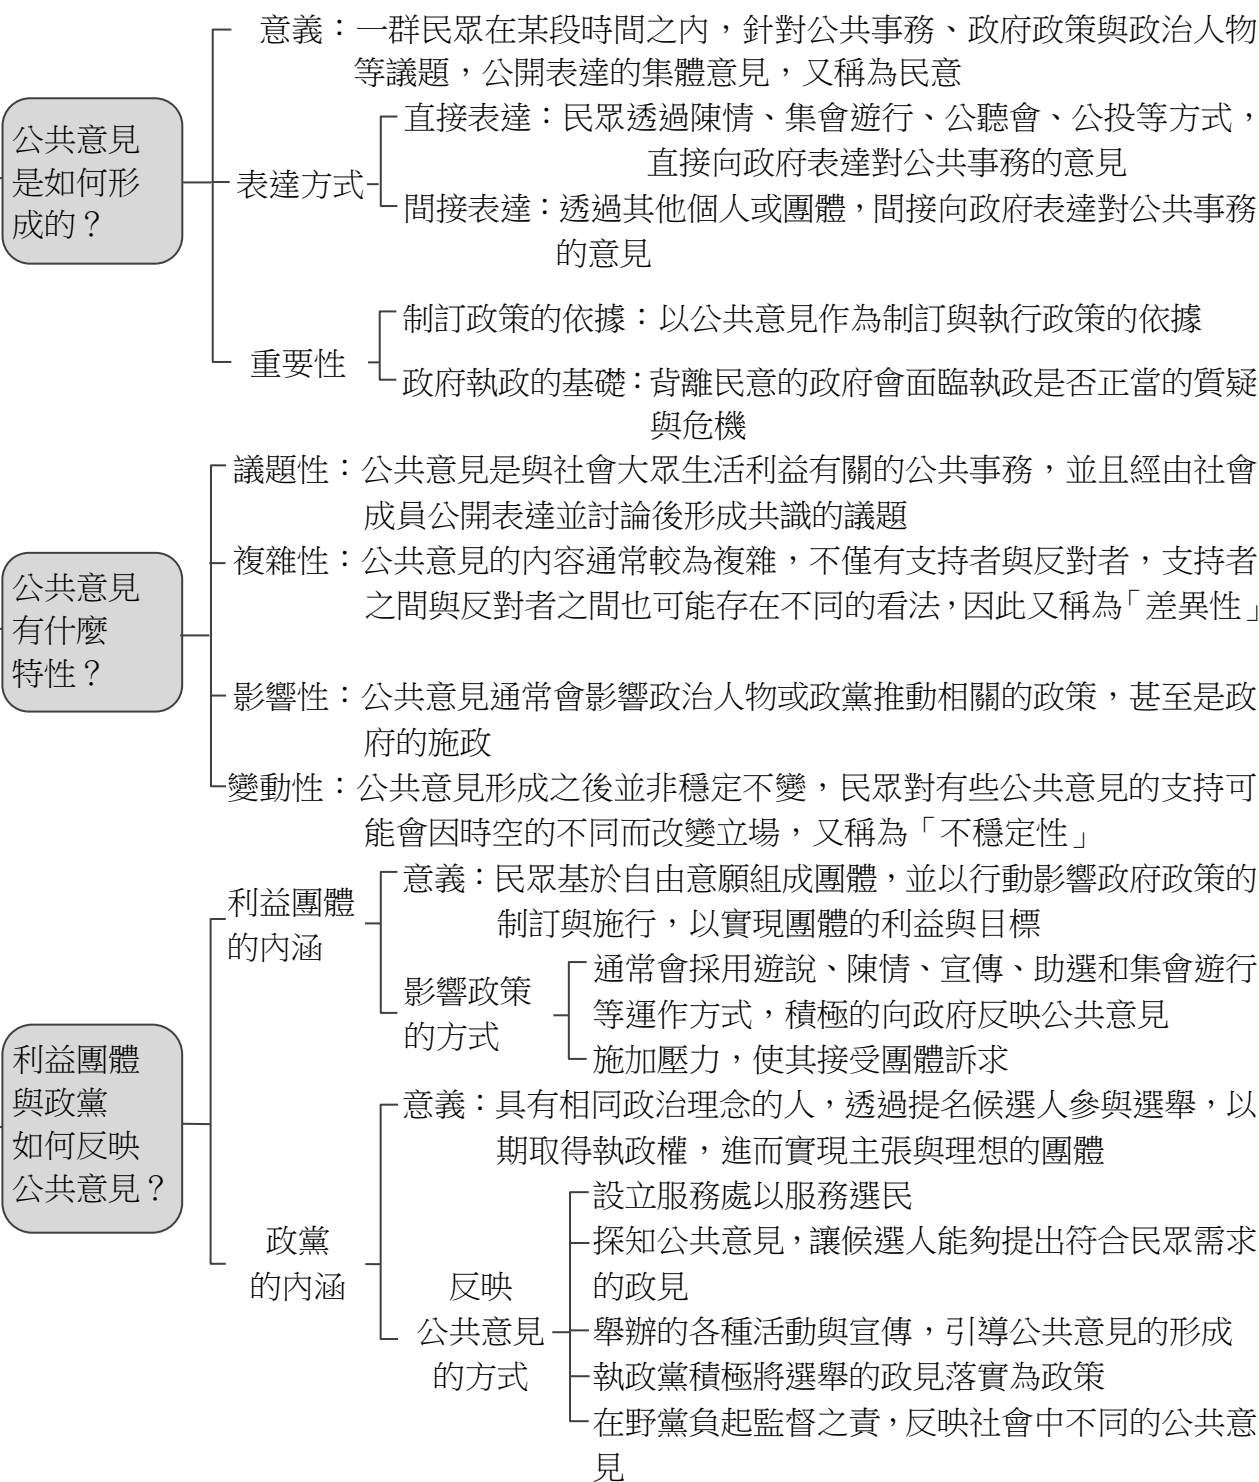 公共意見
是如何形
成的？
意義：一群民眾在某段時間之內，針對公共事務、政府政策與政治人物
等議題，公開表達的集體意見，又稱為民意
表達方式
直接表達：民眾透過陳情、集會遊行、公聽會、公投等方式，
直接向政府表達對公共事務的意見
間接表達：透過其他個人或團體，間接向政府表達對公共事務
的意見
重要性
制訂政策的依據：以公共意見作為制訂與執行政策的依據
政府執政的基礎：背離民意的政府會面臨執政是否正當的質疑
與危機
公共意見
有什麼
特性？
議題性：公共意見是與社會大眾生活利益有關的公共事務，並且經由社會
成員公開表達並討論後形成共識的議題
複雜性：公共意見的內容通常較為複雜，不僅有支持者與反對者，支持者
之間與反對者之間也可能存在不同的看法，因此又稱為「差異性」
影響性：公共意見通常會影響政治人物或政黨推動相關的政策，甚至是政
府的施政
變動性：公共意見形成之後並非穩定不變，民眾對有些公共意見的支持可
能會因時空的不同而改變立場，又稱為「不穩定性」
利益團體
與政黨
如何反映
公共意見？
利益團體
的內涵
意義：民眾基於自由意願組成團體，並以行動影響政府政策的
制訂與施行，以實現團體的利益與目標
影響政策
的方式
通常會採用遊說、陳情、宣傳、助選和集會遊行
等運作方式，積極的向政府反映公共意見
施加壓力，使其接受團體訴求
政黨
的內涵
意義：具有相同政治理念的人，透過提名候選人參與選舉，以
期取得執政權，進而實現主張與理想的團體
反映
公共意見
的方式
設立服務處以服務選民
探知公共意見，讓候選人能夠提出符合民眾需求
的政見
舉辦的各種活動與宣傳，引導公共意見的形成
執政黨積極將選舉的政見落實為政策
在野黨負起監督之責，反映社會中不同的公共意
見